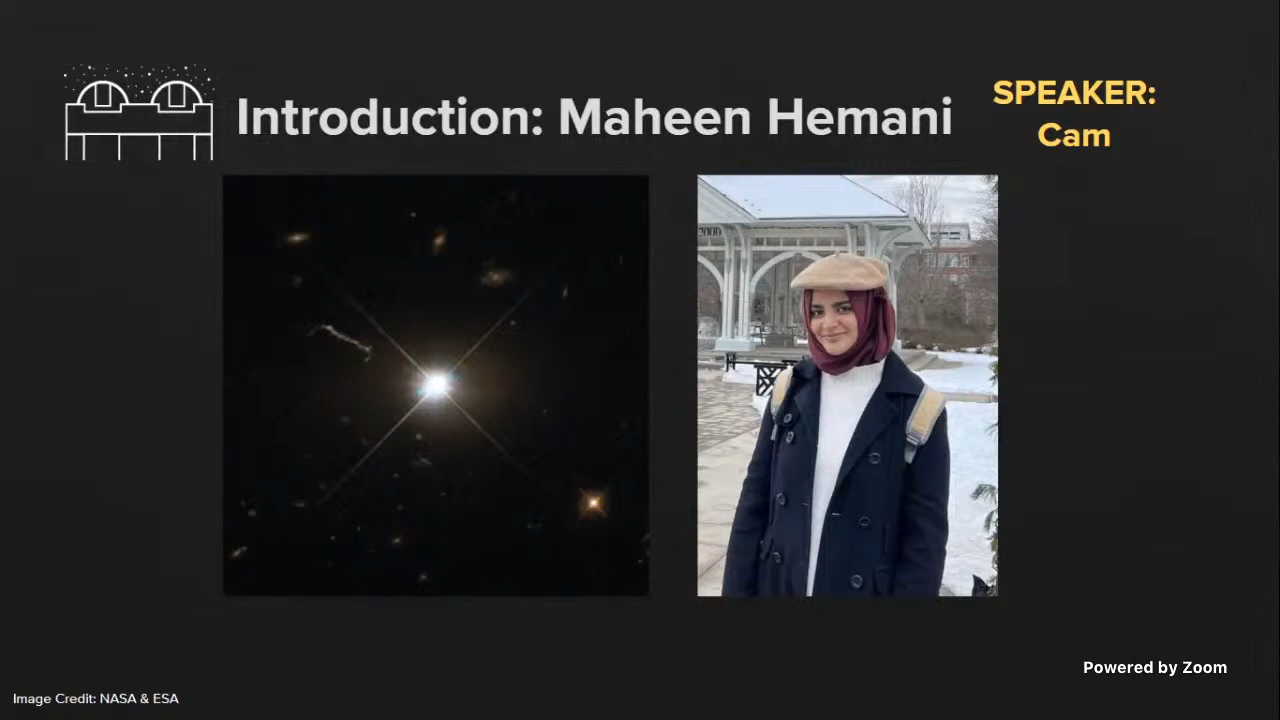 Introduction: Maheen Hemani
SPEAKER:
Cam
Powered by Zoom
Image Credit: NASA & ESA